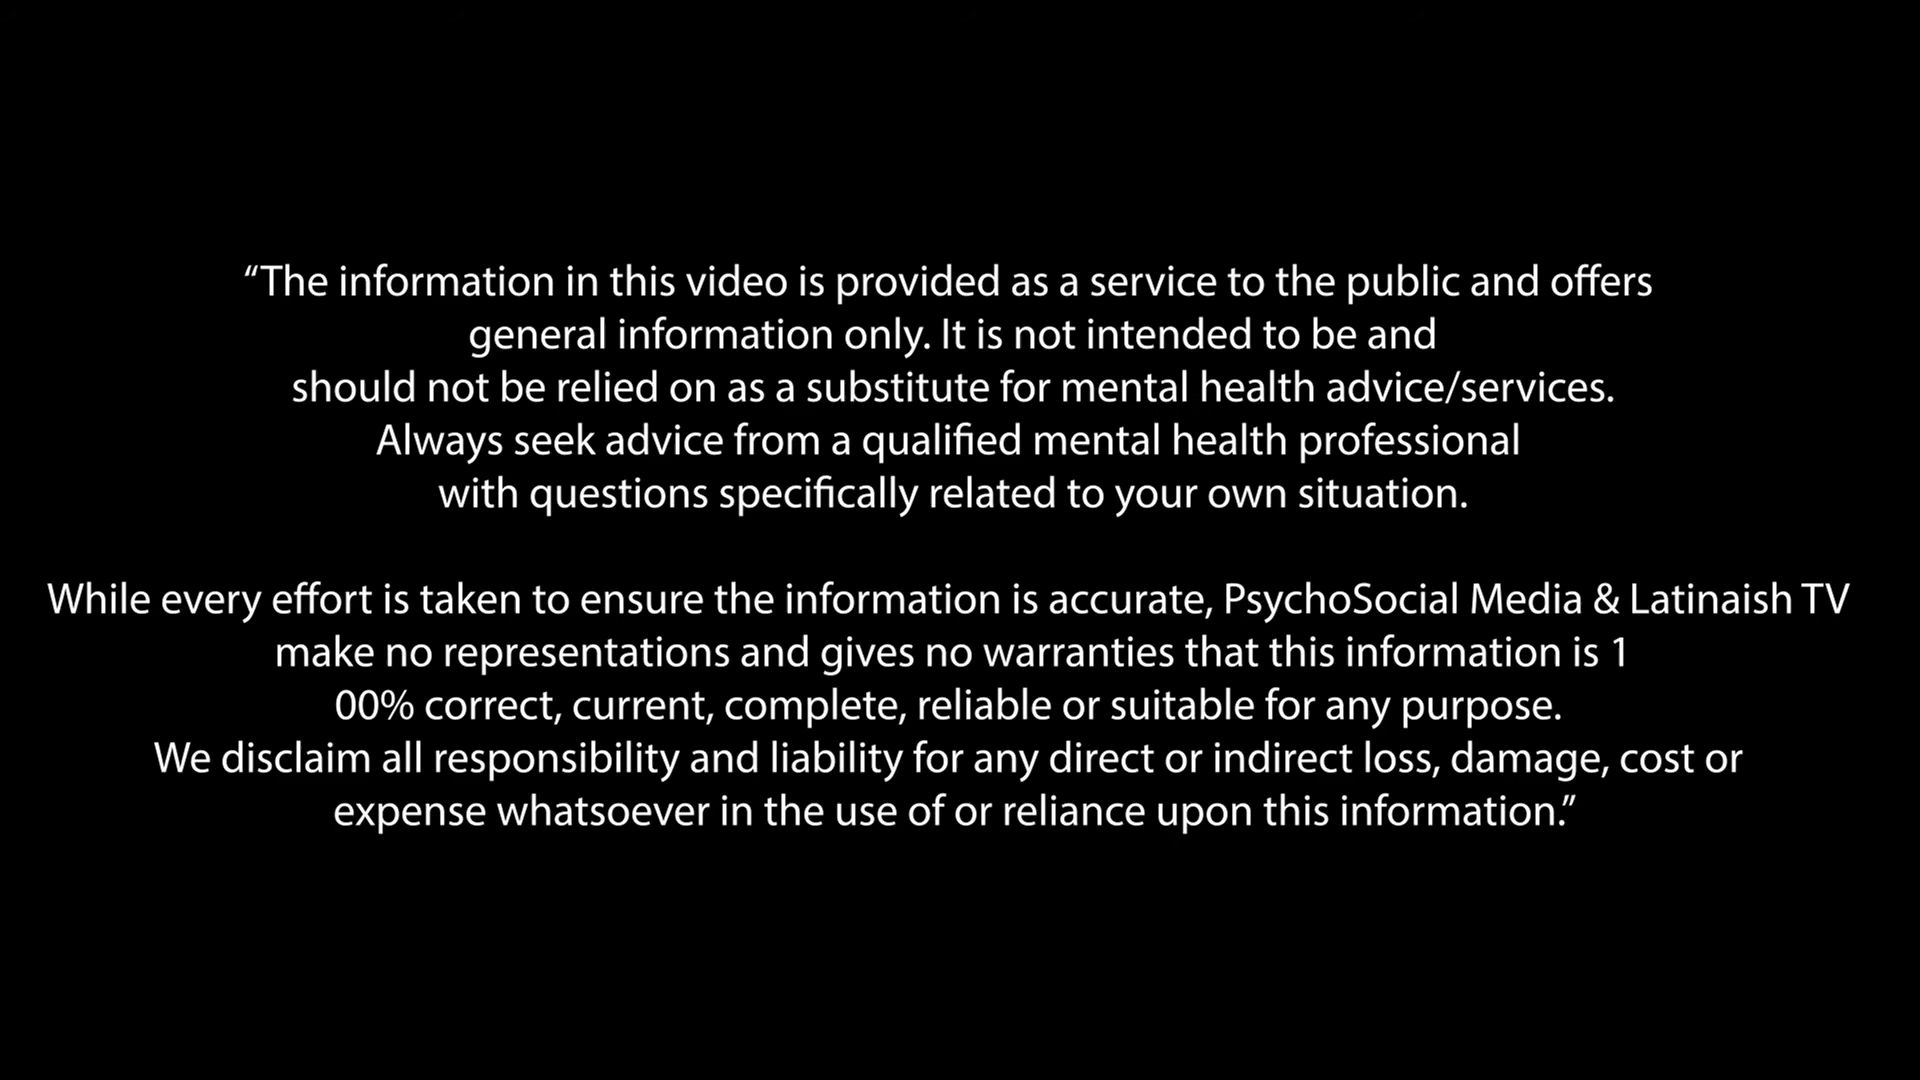 “The information in this video is provided as a service to the public and offers
general information only. It is not intended to be and
should not be relied on as a substitute for mental health advice/services.
Always seek advice from a qualified mental health professional
with questions specifically related to your own situation.
While every effort is taken to ensure the information is accurate, PsychoSocial Media & Latinaish TV
make no representations and gives no warranties that this information is 1
00% correct, current, complete, reliable or suitable for any purpose.
We disclaim all responsibility and liability for any direct or indirect loss, damage, cost or
expense whatsoever in the use of or reliance upon this information.”